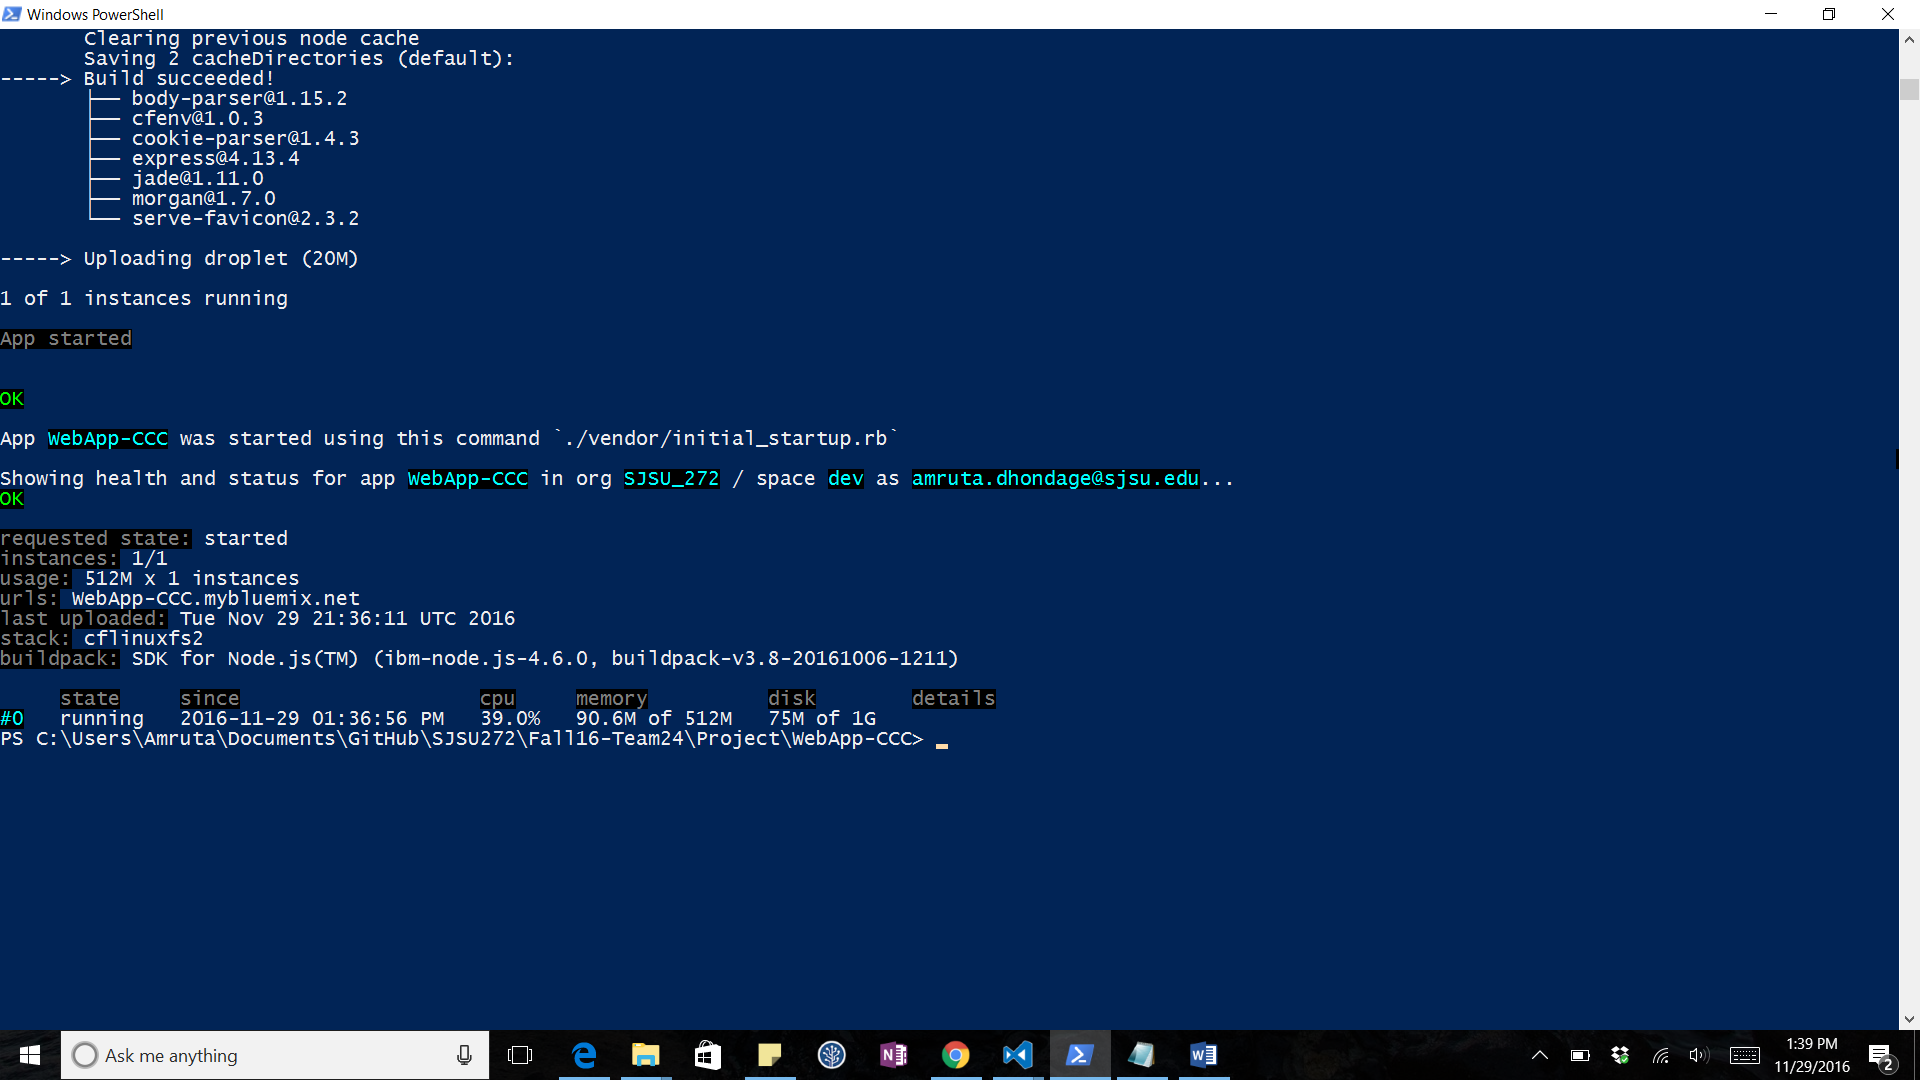 Windows PowerShell
Clearing previous node cache
Saving 2 cacheDirectories (default):
-----> Build succeeded!
├── body-parser@1.15.2
├── cfenv@1.0.3
├── cookie-parser@1.4.3
├── express@4.13.4
├── jade@1.11.0
├── morgan@1.7.0
└── serve-favicon@2.3.2
-----> Uploading droplet (20M)
1 of 1 instances running
App started
OK
App WebApp-CCC was started using this command `./vendor/initial_startup.rb`
Showing health and status for app WebApp-CCC in org SJSU_272 / space dev as amruta.dhondage@sjsu.edu...
OK
requested state: started
instances: 1/1
usage: 512M x 1 instances
urls: WebApp-CCC.mybluemix.net
last uploaded: Tue Nov 29 21:36:11 UTC 2016
stack: cflinuxfs2
buildpack: SDK for Node.js(TM) (ibm-node.js-4.6.0, buildpack-v3.8-20161006-1211)
state since cpu memory disk details
#0 running 2016-11-29 01:36:56 PM 39.0% 90.6M of 512M 75M of 1G
PS C:\Users\Amruta\Documents\GitHub\SJSU272\Fall16-Team24\Project\WebApp-CCC> _
Ask me anything
1:39 PM
11/29/2016
2